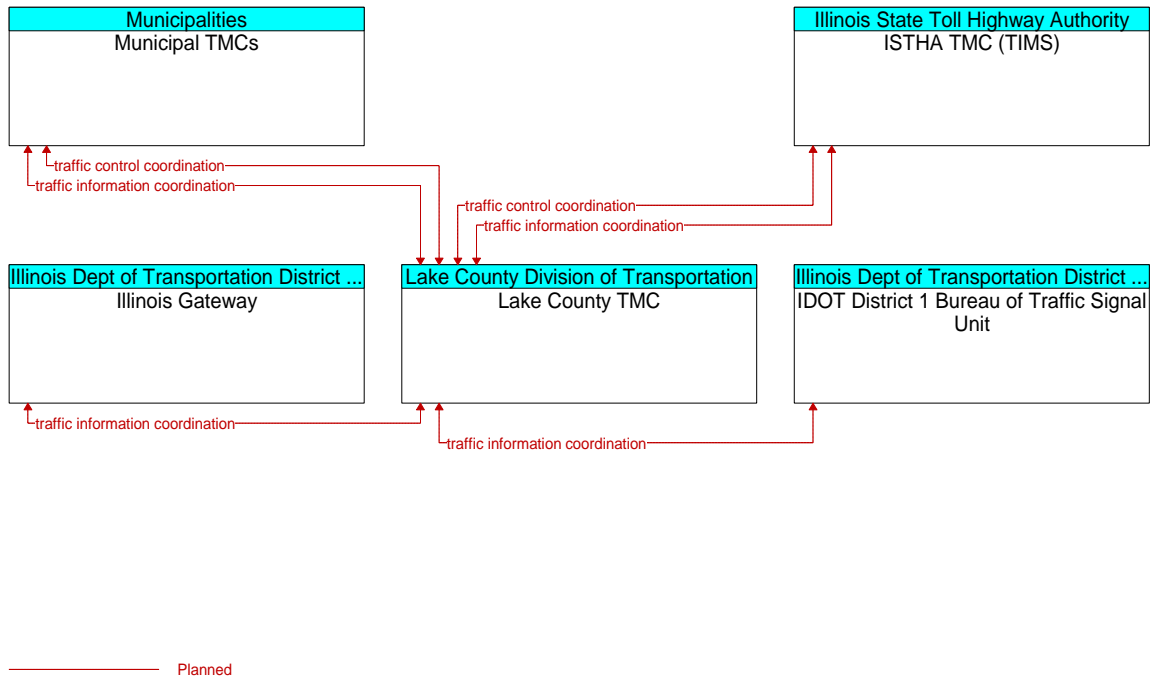 Municipalities
Municipal TMCs
Illinois State Toll Highway Authority
ISTHA TMC (TIMS)
traffic control coordination
traffic information coordination
traffic control coordination
traffic information coordination
Illinois Dept of Transportation District ...
Illinois Gateway
Lake County Division of Transportation
Lake County TMC
Illinois Dept of Transportation District ...
IDOT District 1 Bureau of Traffic Signal
Unit
traffic information coordination
traffic information coordination
Planned